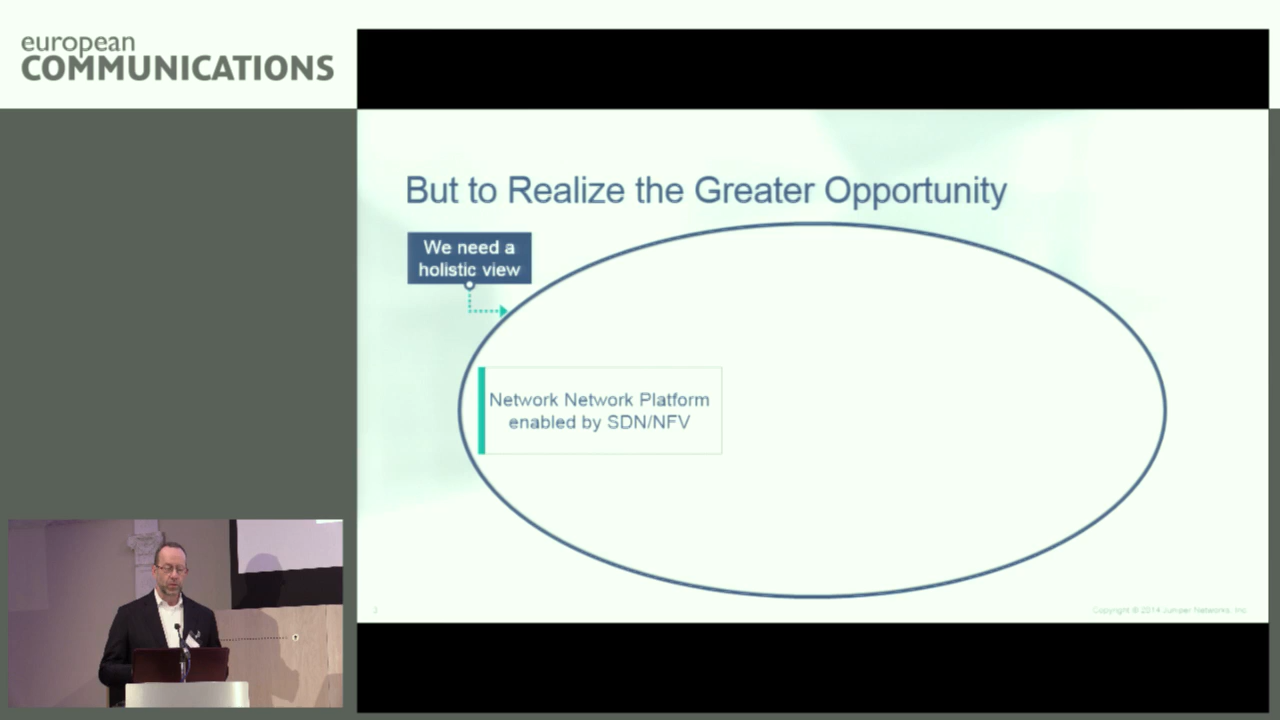 european
COMMUNICATIONS
But to Realize the Greater Opportunity
We need a
holistic view
Network Network Platform
enabled by SDN/NFV
3
Copyright © 2014 Juniper Networks, Inc.